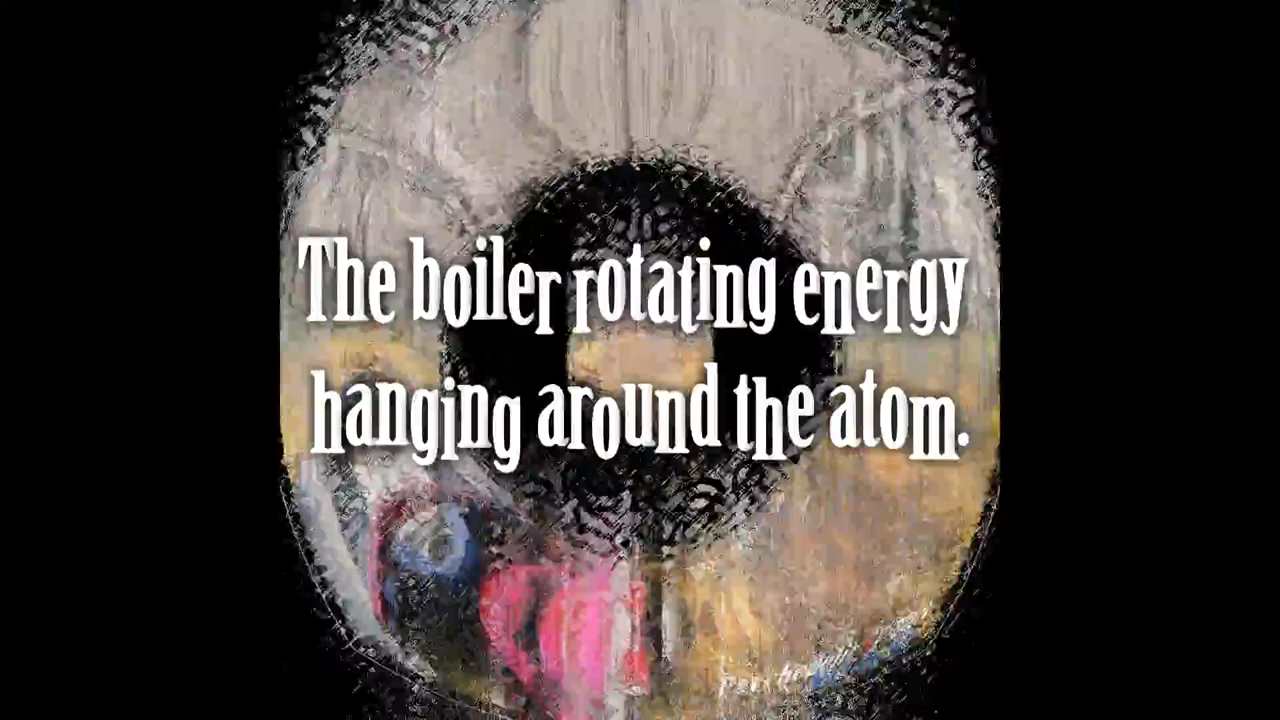 The boiler rotating energy
hanging around the atom.